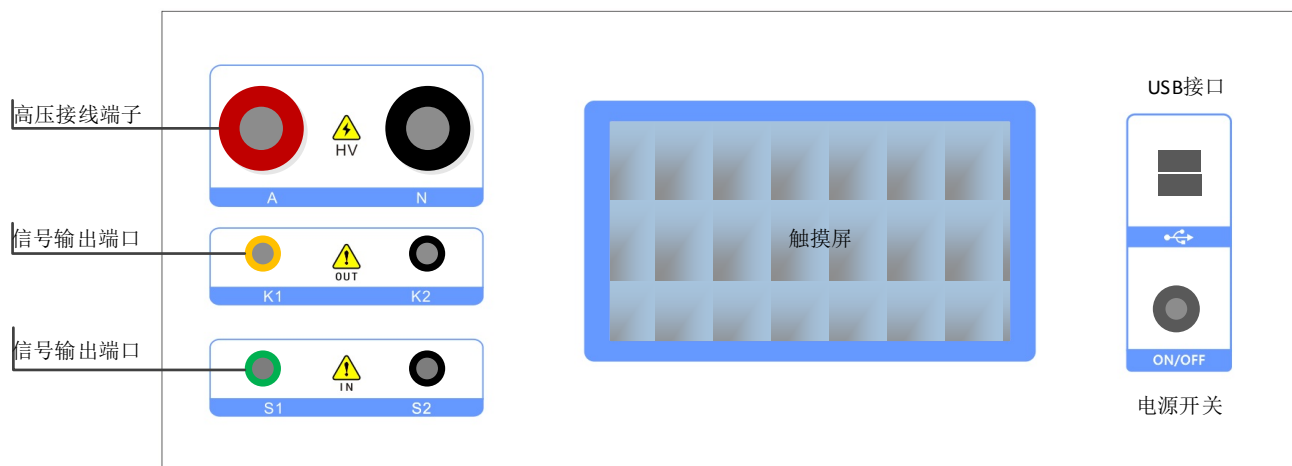 高压接线端子
HV
A N
信号输出端口
OUT
K1 K2
信号输出端口
IN
S1 S2
触摸屏
USB接口
ON/OFF
电源开关